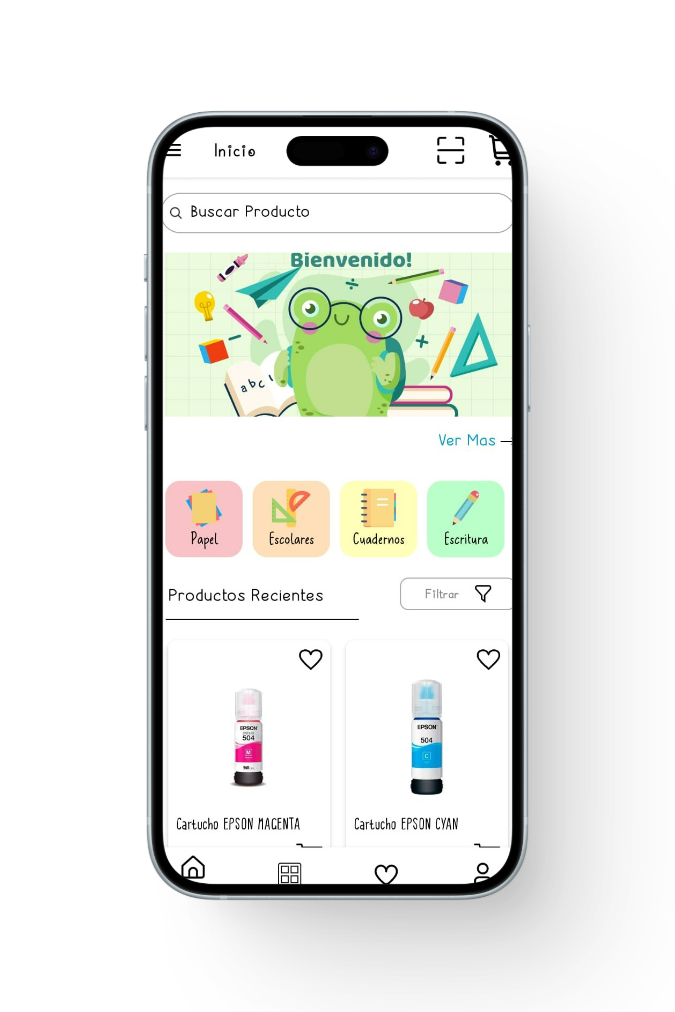 Inicio
Buscar Producto
Bienvenido!
abc
Ver Mas
Papel
Escolares
Cuadernos
Escritura
Productos Recientes
Filtrar
EPSON
504
M
EPSON
504
C
Cartucho EPSON MAGENTA
Cartucho EPSON CYAN